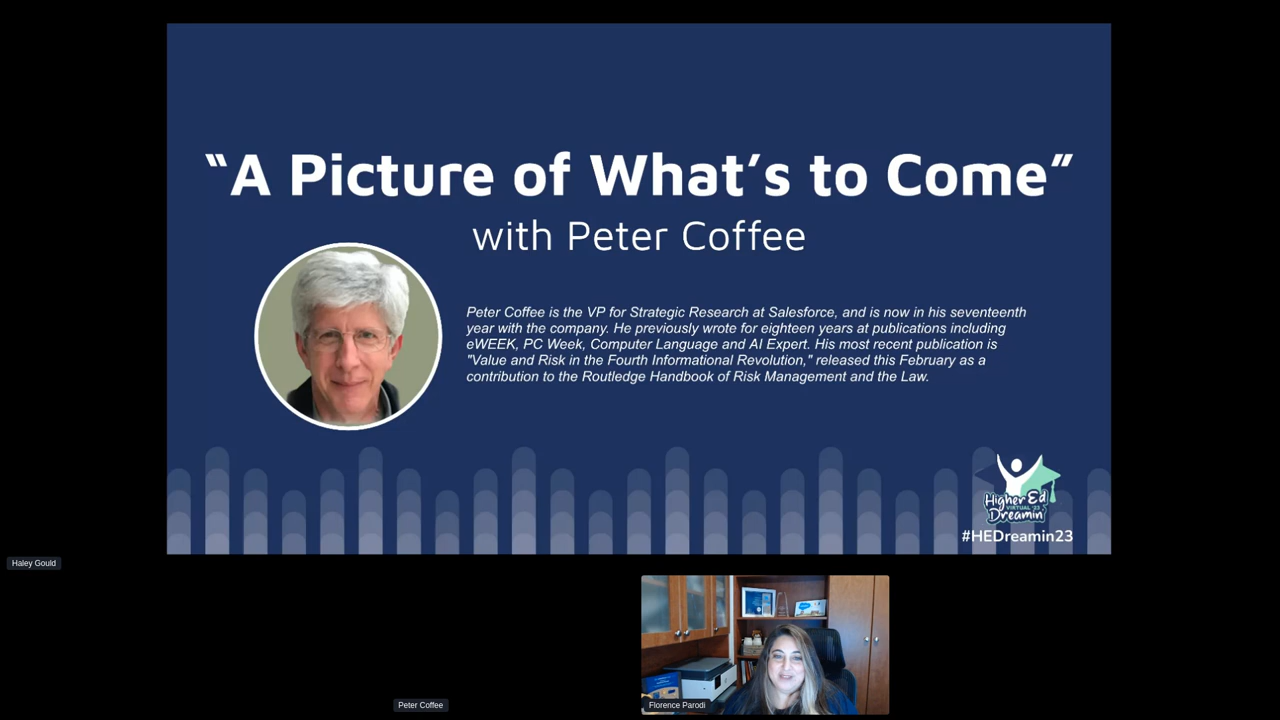 “A Picture of What’s to Come”
with Peter Coffee
Peter Coffee is the VP for Strategic Research at Salesforce, and is now in his seventeenth
year with the company. He previously wrote for eighteen years at publications including
eWEEK, PC Week, Computer Language and AI Expert. His most recent publication is
"Value and Risk in the Fourth Informational Revolution," released this February as a
contribution to the Routledge Handbook of Risk Management and the Law.
Higher Ed
VIRTUAL '23
Dreamin
#HEDreamin23
Haley Gould
Peter Coffee
Florence Parodi